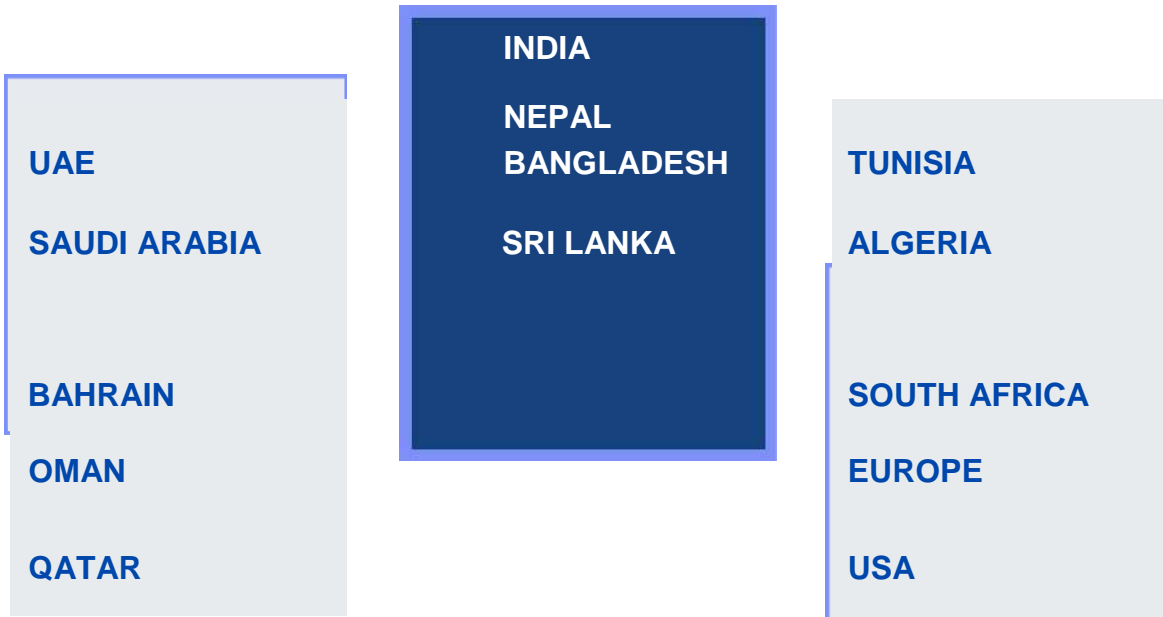 UAE
SAUDI ARABIA
BAHRAIN
OMAN
QATAR
INDIA
NEPAL
BANGLADESH
SRI LANKA
TUNISIA
ALGERIA
SOUTH AFRICA
EUROPE
USA